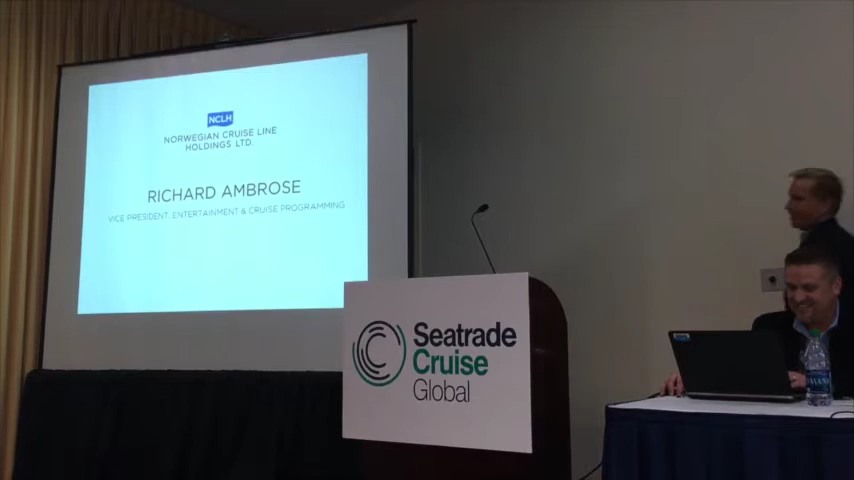 NCLH
NORWEGIAN CRUISE LINE
HOLDINGS LTD.
RICHARD AMBROSE
VICE PRESIDENT, ENTERTAINMENT & CRUISE PROGRAMMING
Seatrade
Cruise
Global